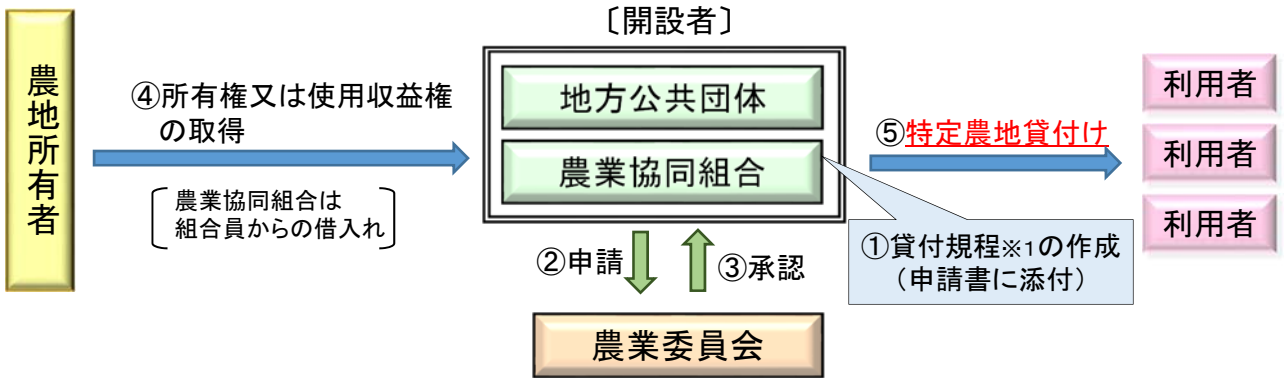 〔開設者〕
農地所有者
④所有権又は使用収益権
の取得
農業協同組合は
組合員からの借入れ
地方公共団体
農業協同組合
⑤特定農地貸付け
利用者
利用者
利用者
①貸付規程※1の作成
（申請書に添付）
②申請
③承認
農業委員会